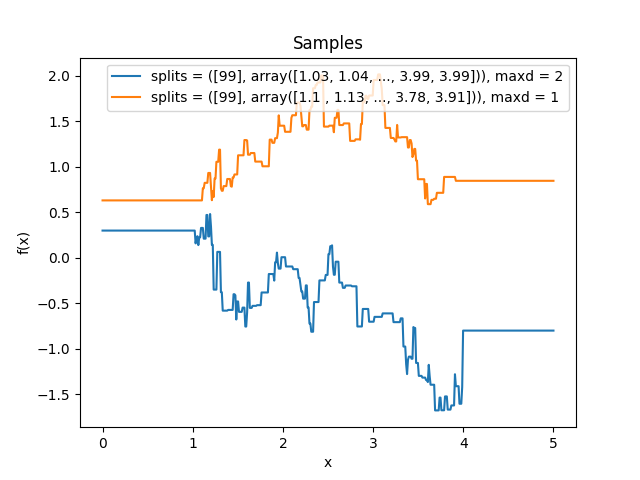 Samples
splits = ([99], array([1.03, 1.04, ..., 3.99, 3.99])), maxd = 2
splits = ([99], array([1.1 , 1.13, ..., 3.78, 3.91])), maxd = 1
2.0
1.5
1.0
0.5
0.0
−0.5
−1.0
−1.5
f(x)
0 1 2 3 4 5
x